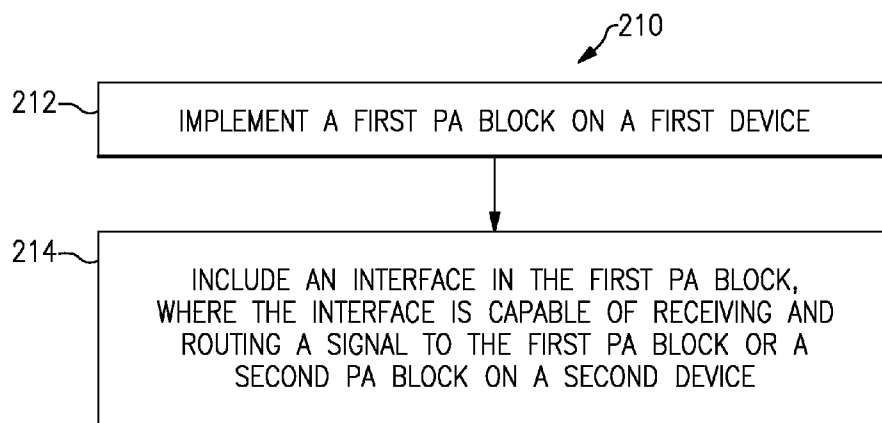 210
212
IMPLEMENT A FIRST PA BLOCK ON A FIRST DEVICE
214
INCLUDE AN INTERFACE IN THE FIRST PA BLOCK,
WHERE THE INTERFACE IS CAPABLE OF RECEIVING AND
ROUTING A SIGNAL TO THE FIRST PA BLOCK OR A
SECOND PA BLOCK ON A SECOND DEVICE